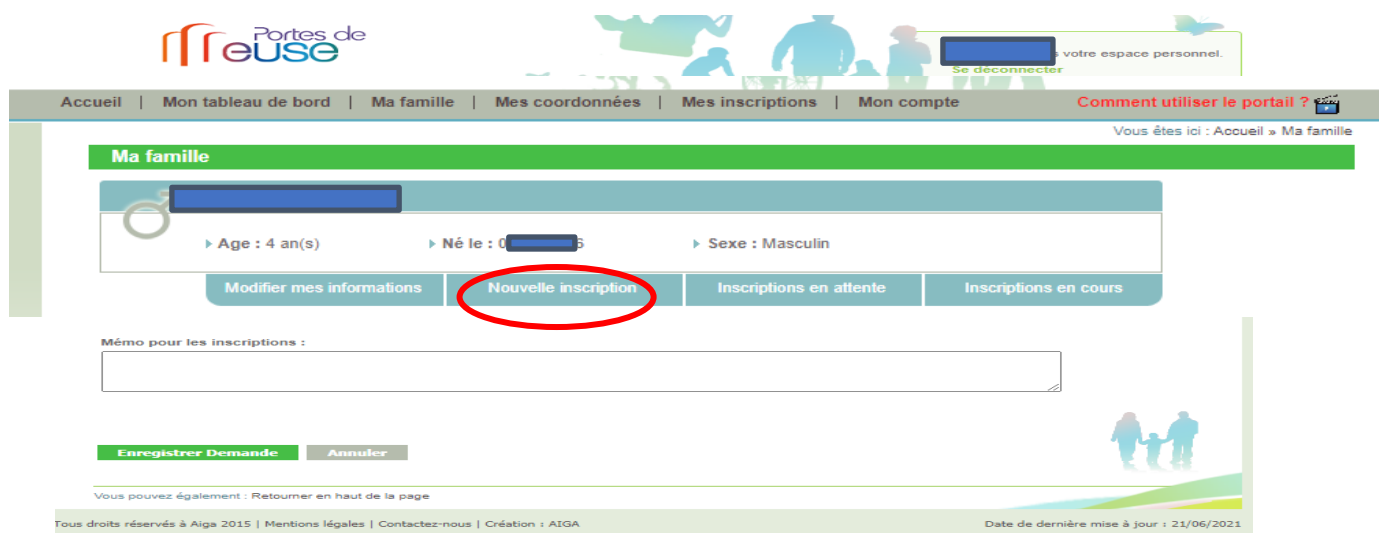 Portes de
Meuse
votre espace personnel.
Se déconnecter
Accueil | Mon tableau de bord | Ma famille | Mes coordonnées | Mes inscriptions | Mon compte Comment utiliser le portail ?
Vous êtes ici : Accueil » Ma famille
Ma famille
Age : 4 an(s) Né le : 0 6 Sexe : Masculin
Modifier mes informations Nouvelle inscription Inscriptions en attente Inscriptions en cours
Mémo pour les inscriptions :
Enregistrer Demande Annuler
Vous pouvez également : Retourner en haut de la page
Tous droits réservés à Aiga 2015 | Mentions légales | Contactez-nous | Création : AIGA Date de dernière mise à jour : 21/06/2021